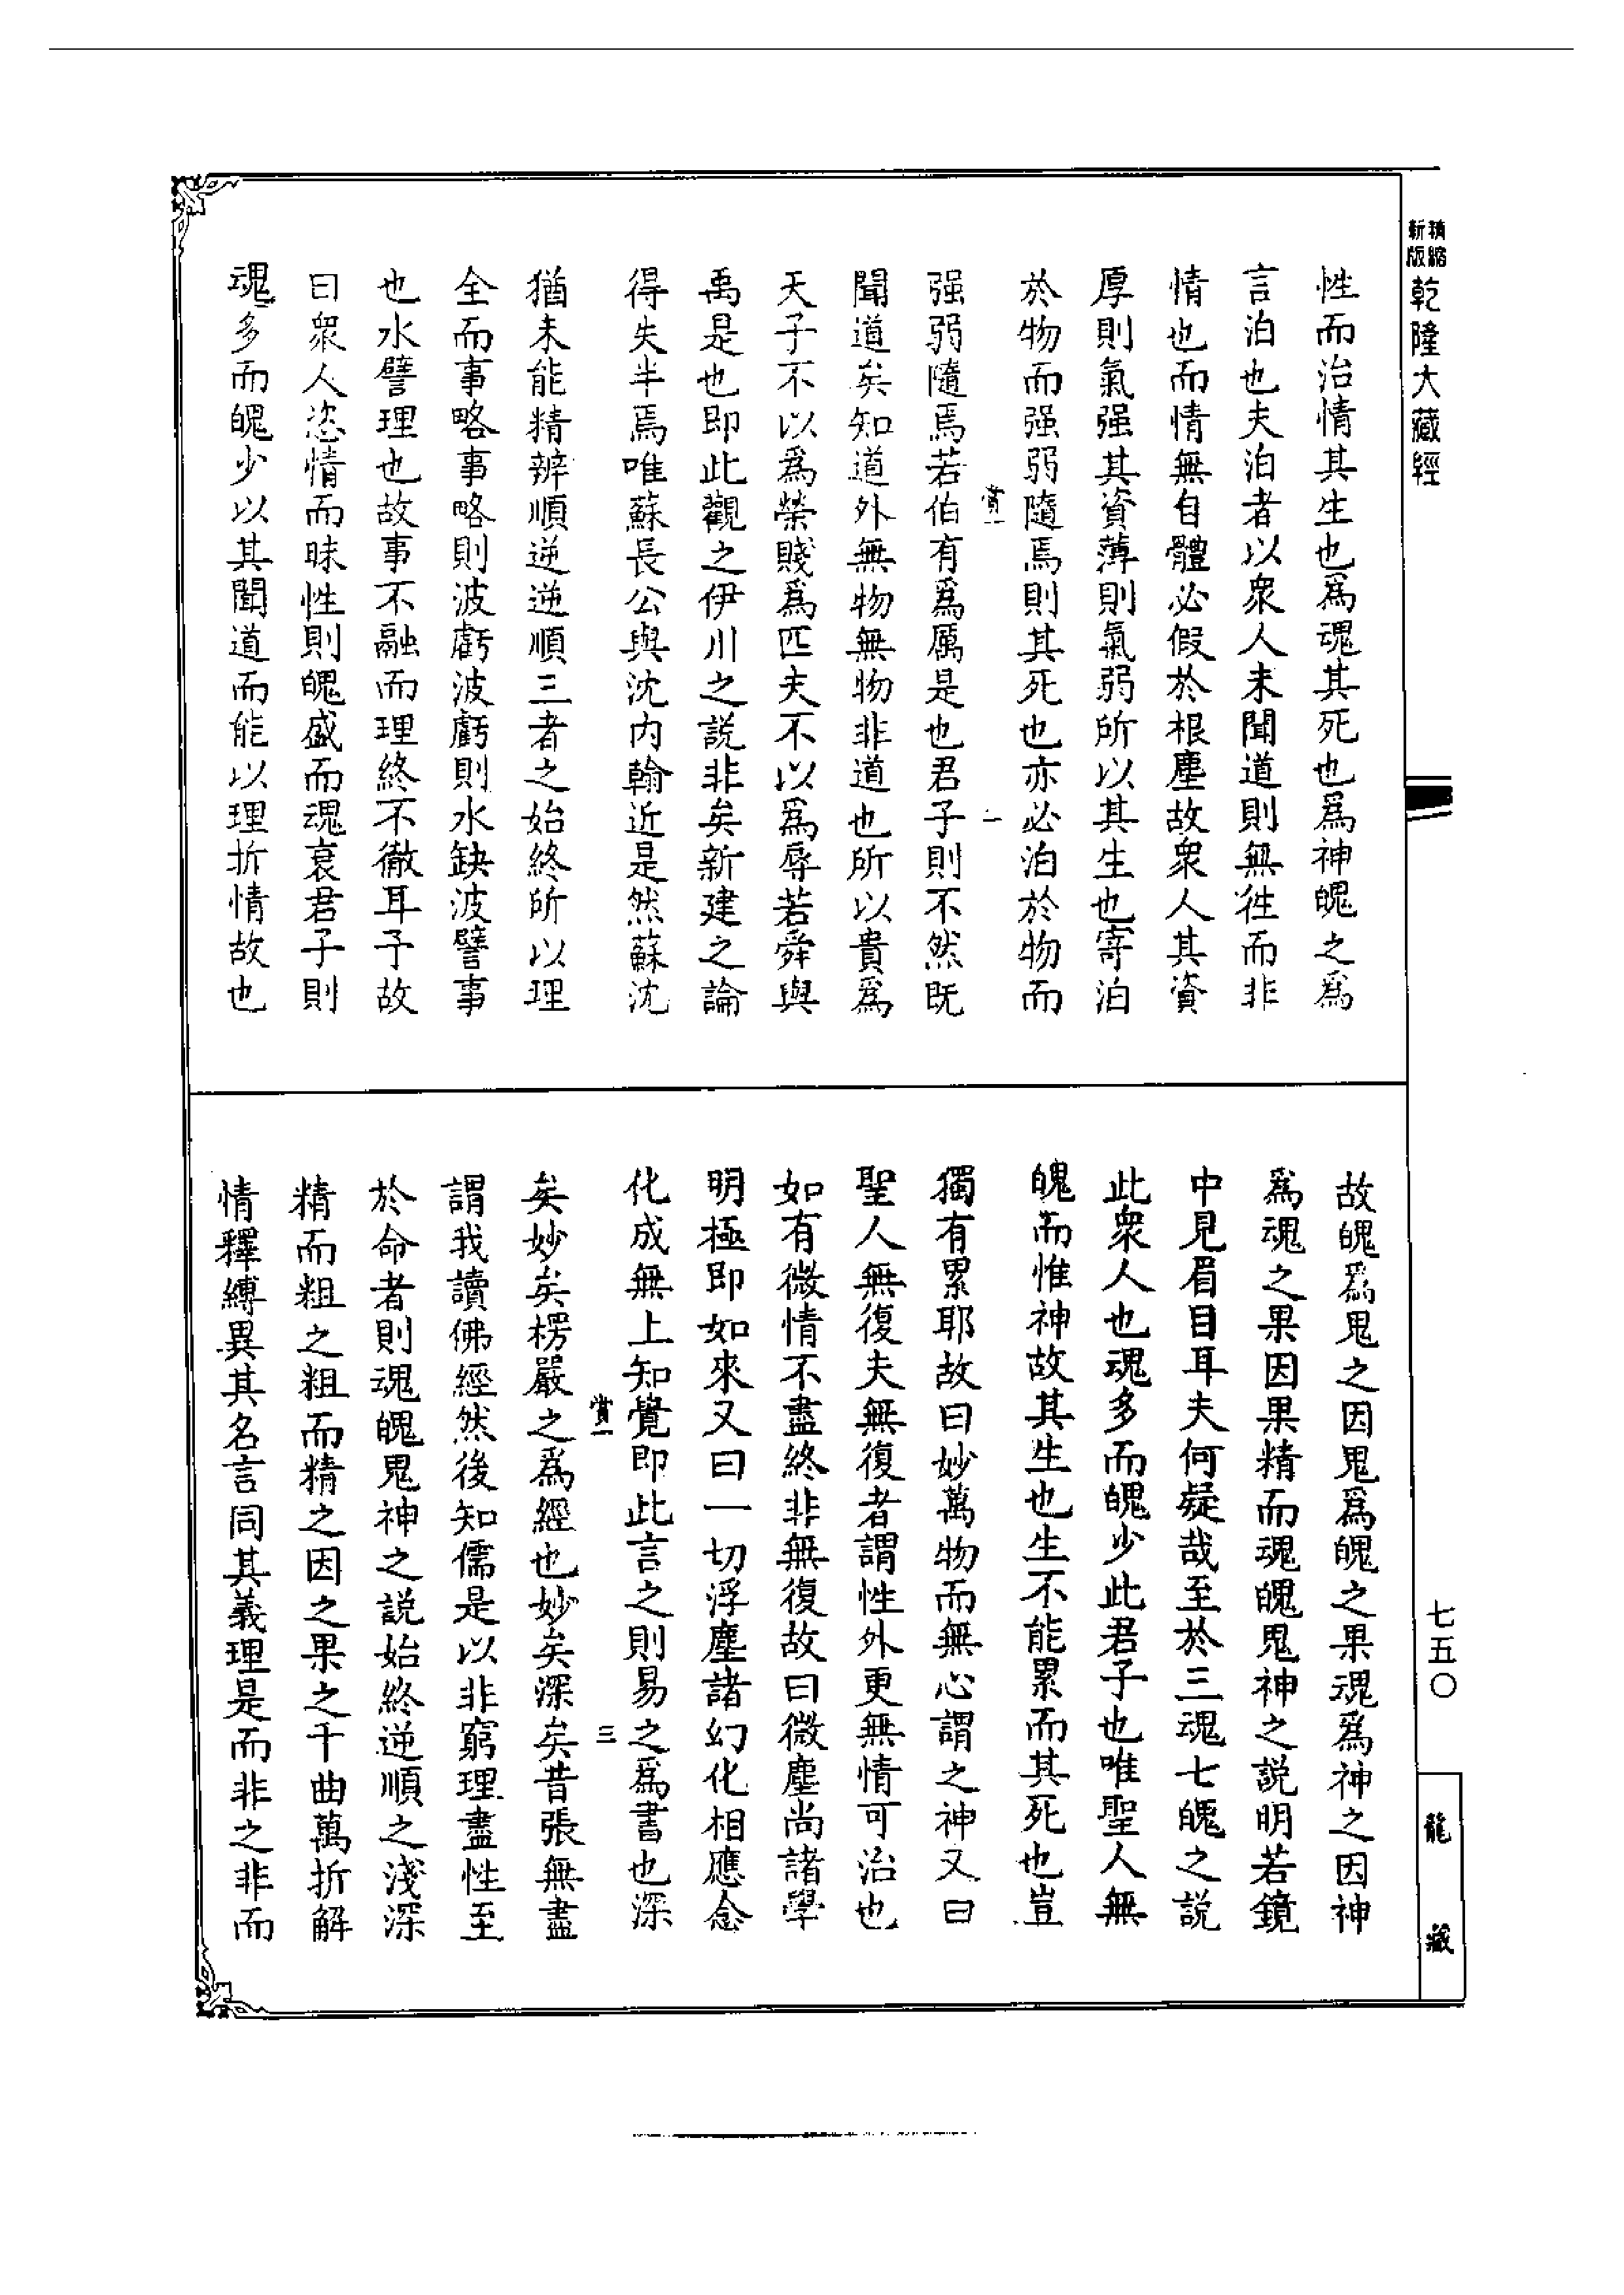 精縮新版
乾隆大藏經
性而治情其生也爲魂其死也爲神魄之爲
言泊也夫泊者以衆人未聞道則無徃而非
情也而情無自體必假於根塵故衆人其資
厚則氣强其資薄則氣弱所以其生也寄泊
於物而强弱隨焉則其死也亦必泊於物而
賞一
二
强弱隨焉若伯有爲厲是也君子則不然既
聞道矣知道外無物無物非道也所以貴爲
天子不以爲榮賤爲匹夫不以爲辱若舜與
禹是也即此觀之伊川之説非矣新建之論
得失半焉唯蘇長公與沈内翰近是然蘇沈
猶未能精辨順逆逆順三者之始終所以理
全而事略事略則波虧波虧則水缺波譬事
也水譬理也故事不融而理終不徹耳予故
曰衆人恣情而昧性則魄盛而魂衰君子則
魂多而魄少以其聞道而能以理折情故也
故魄爲鬼之因鬼爲魄之果魂爲神之因神
爲魂之果因果精而魂魄鬼神之説明若鏡
中見眉目耳夫何疑哉至於三魂七魄之説
此衆人也魂多而魄少此君子也唯聖人無
魄而惟神故其生也生不能累而其死也豈
獨有累耶故曰妙萬物而無心謂之神又曰
聖人無復夫無復者謂性外更無情可治也
如有微情不盡終非無復故曰微塵尚諸學
明極即如來又曰一切浮塵諸幻化相應念
化成無上知覺即此言之則易之爲書也深
賞一
三
矣妙矣楞嚴之爲經也妙矣深矣昔張無盡
謂我讀佛經然後知儒是以非窮理盡性至
於命者則魂魄鬼神之説始終逆順之淺深
精而粗之粗而精之因之果之千曲萬折解
情釋縛異其名言同其義理是而非之非而
七五〇
龍藏